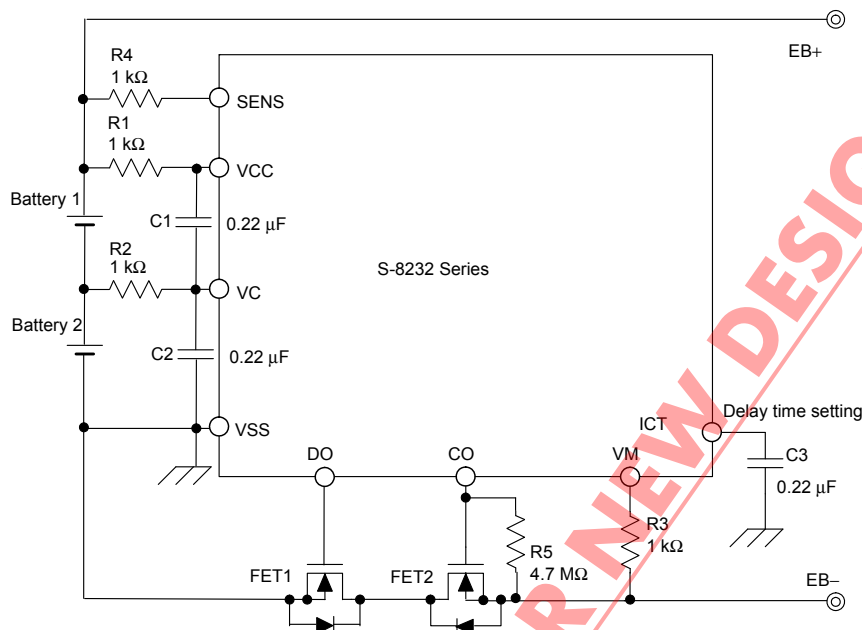 EB+
R4
1 kΩ
SENS
R1
1 kΩ
VCC
Battery 1
C1
0.22 μF
R2
1 kΩ
S-8232 Series
VC
Battery 2
C2
0.22 μF
VSS
ICT
Delay time setting
DO
CO
VM
C3
0.22 μF
R3
1 kΩ
R5
4.7 MΩ
FET1
FET2
EB−
R NEW DESIG